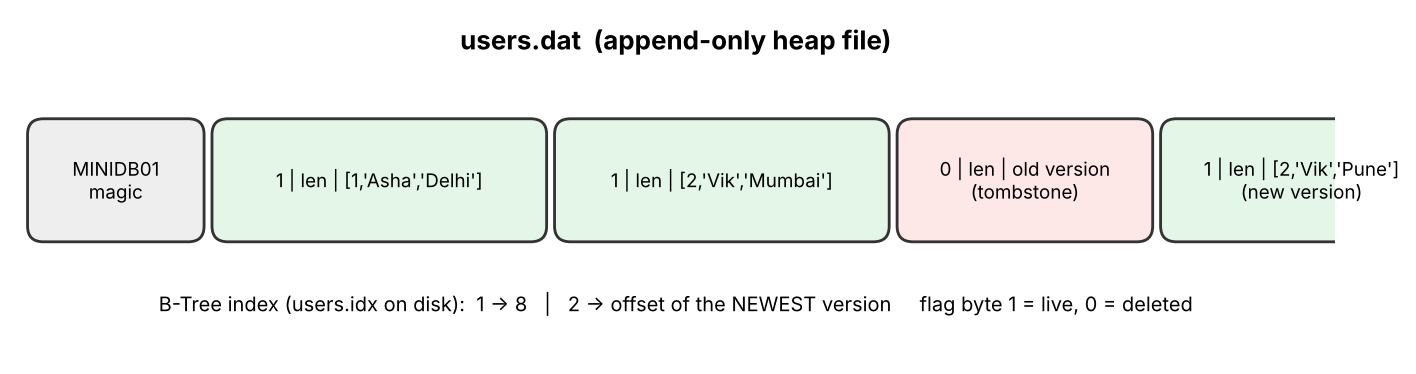 users.dat (append-only heap file)
MINIDB01
magic
1 | len | [1,'Asha','Delhi']
1 | len | [2,'Vik','Mumbai']
0 | len | old version
(tombstone)
1 | len | [2,'Vik','Pune']
(new version)
B-Tree index (users.idx on disk): 1 → 8 | 2 → offset of the NEWEST version flag byte 1 = live, 0 = deleted